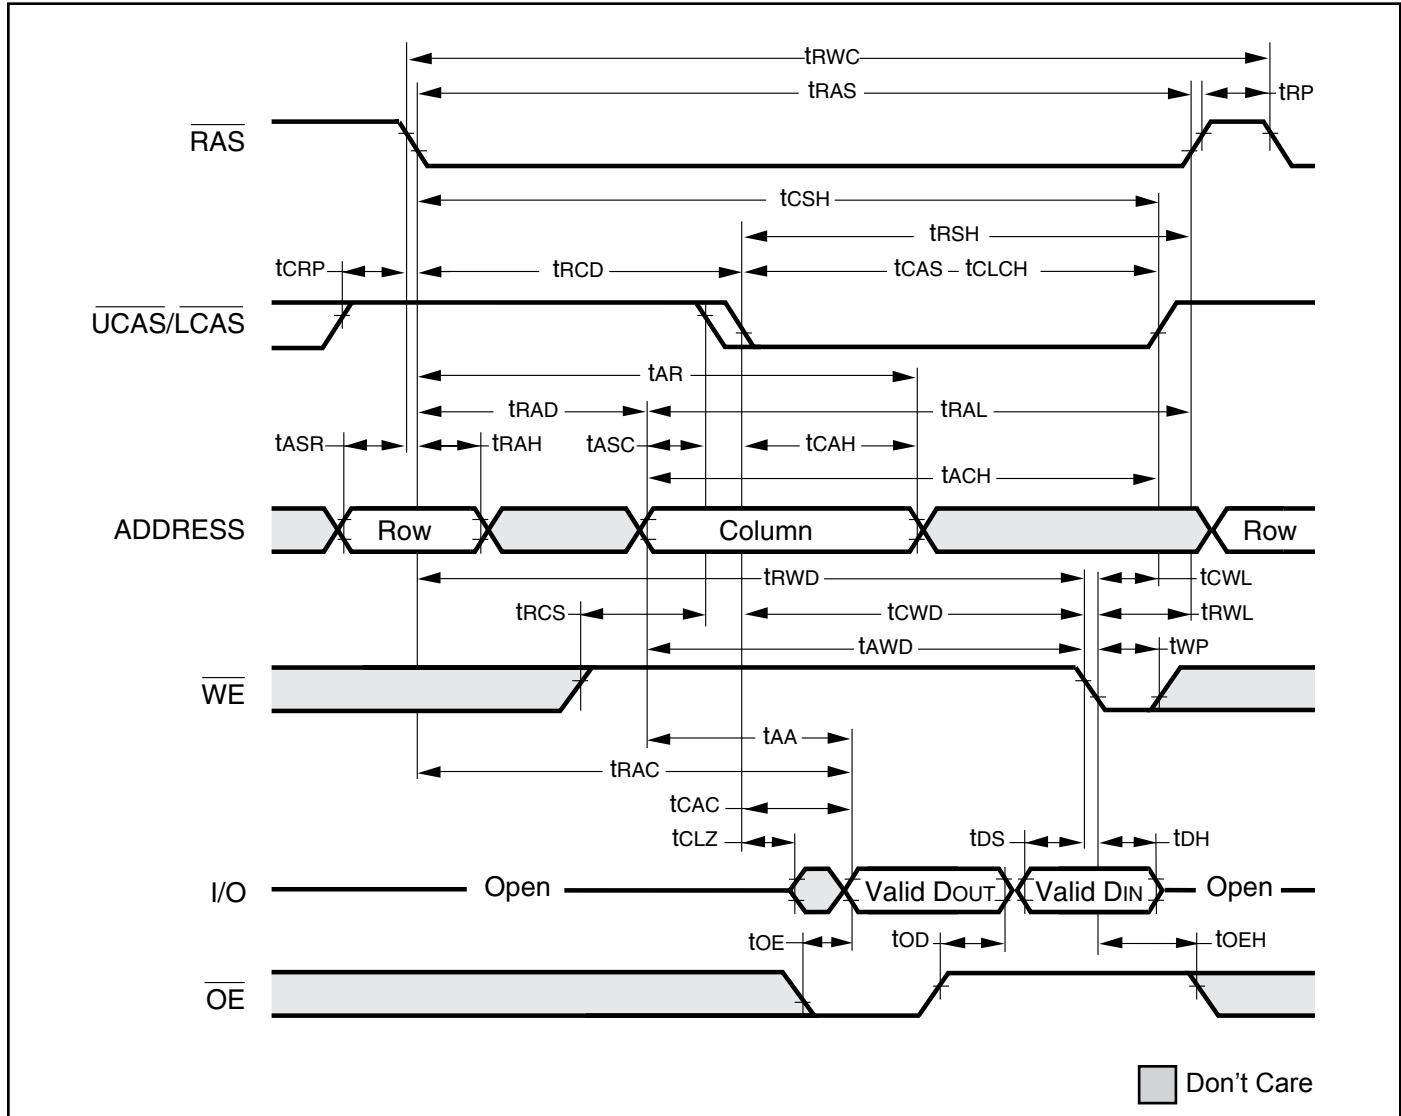 tRWC
tRAS
tRP
RAS
tCSH
tRSH
tCRP
tRCD
tCAS – tCLCH
UCAS/LCAS
tAR
tRAD
tRAL
tASR
tRAH
tASC
tCAH
tACH
ADDRESS
Row
Column
Row
tRWD
tCWL
tRCS
tCWD
tRWL
tAWD
tWP
WE
tAA
tRAC
tCAC
tCLZ
tDS
tDH
I/O
Open
Valid DOUT
Valid DIN
Open
tOE
tOD
tOEH
OE
Don't Care